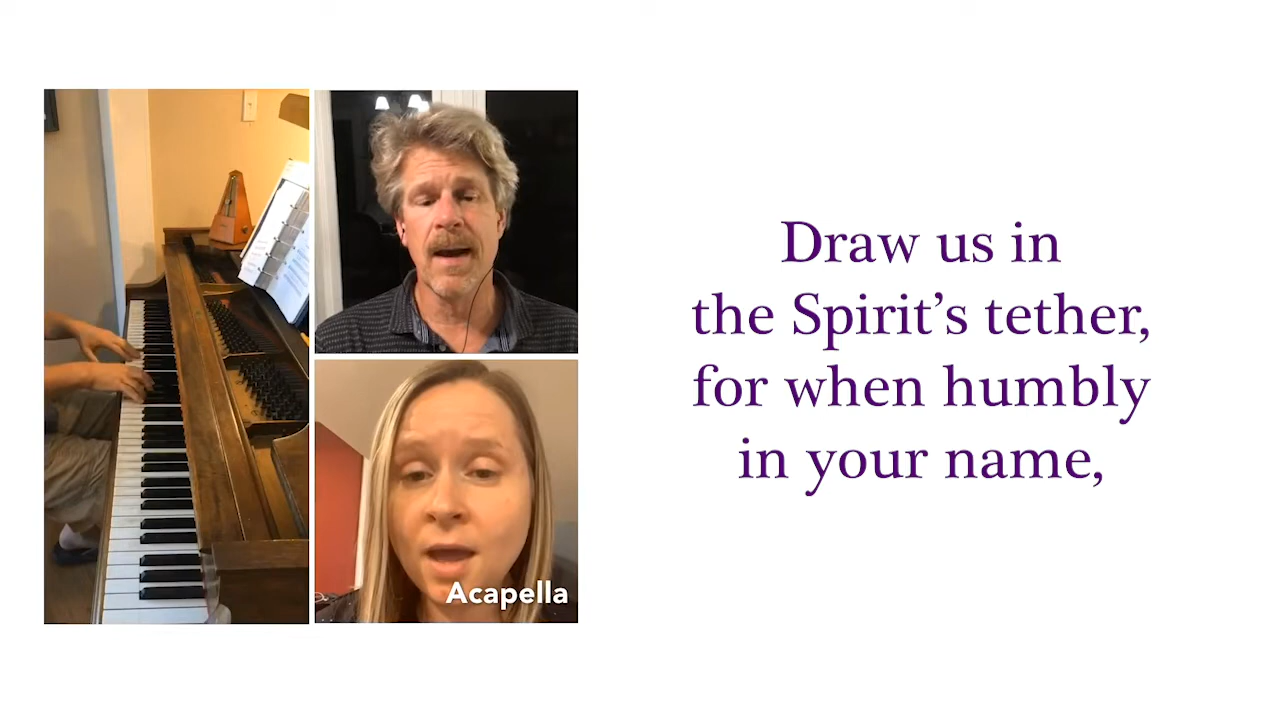 Draw us in
the Spirit’s tether,
for when humbly
in your name,
Acapella